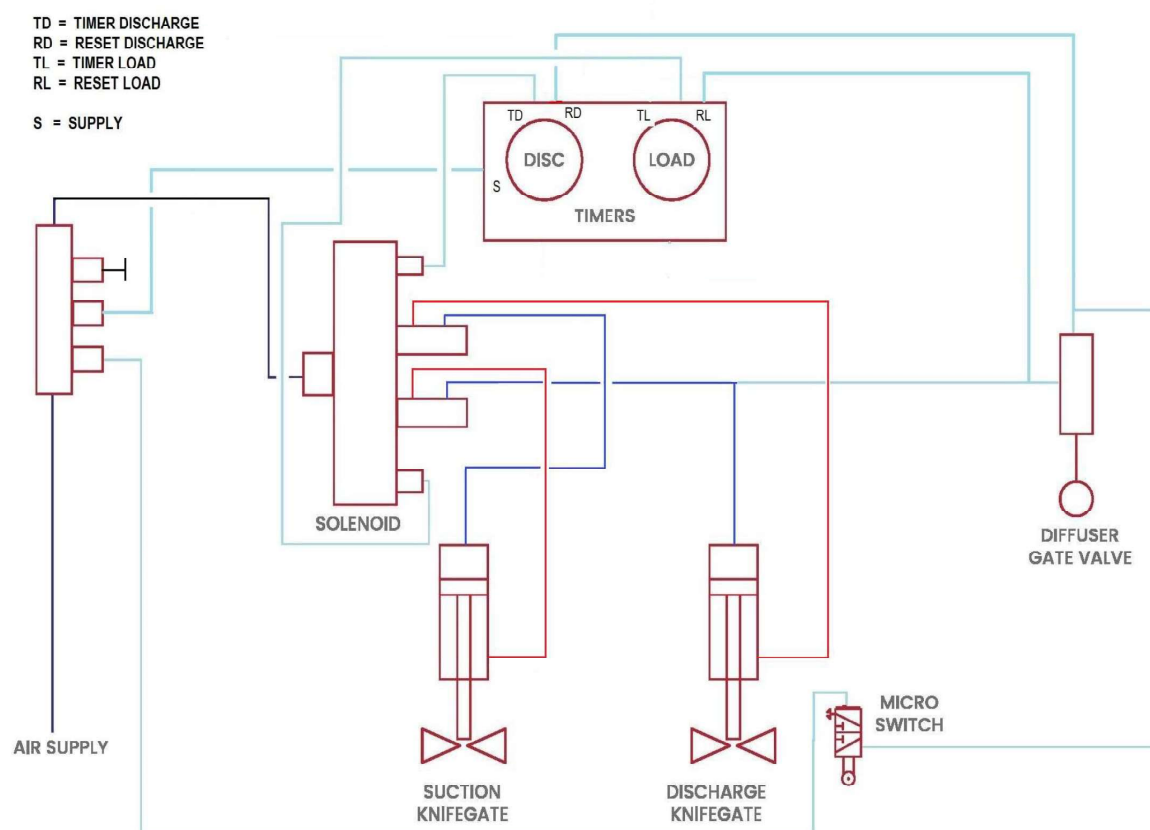 TD = TIMER DISCHARGE
RD = RESET DISCHARGE
TL = TIMER LOAD
RL = RESET LOAD
S = SUPPLY
TD
RD
TL
RL
DISC
LOAD
S
TIMERS
SOLENOID
DIFFUSER
GATE VALVE
AIR SUPPLY
MICRO
SWITCH
SUCTION
KNIFEGATE
DISCHARGE
KNIFEGATE